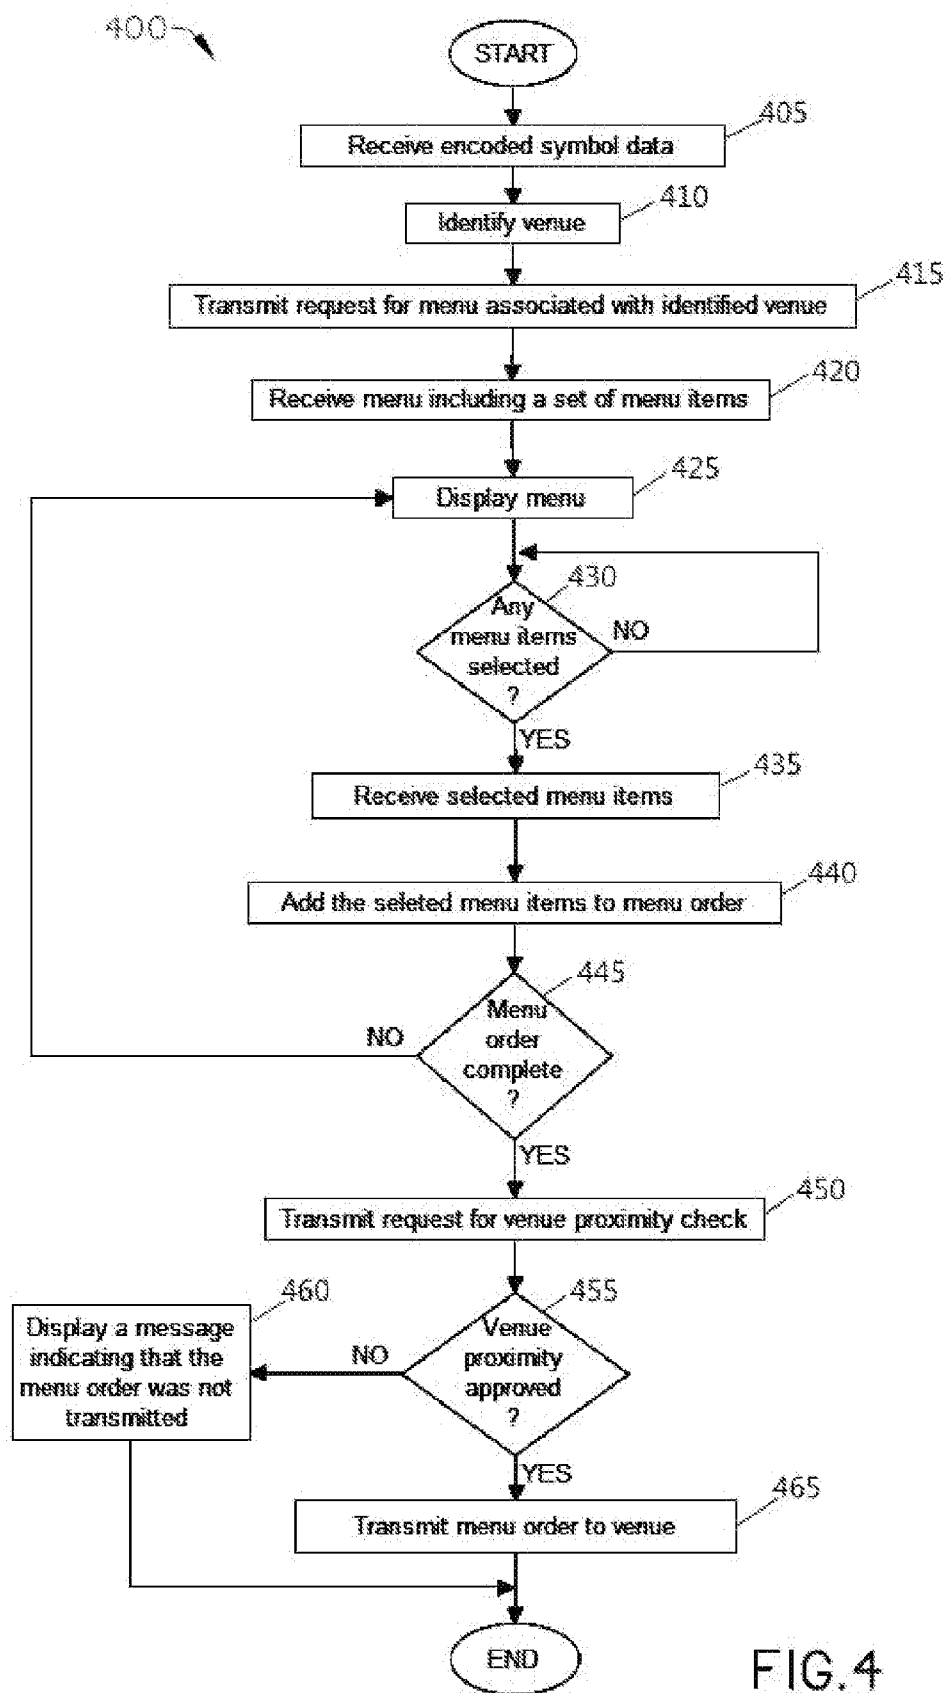 400
START
405
Receive encoded symbol data
410
Identify venue
415
Transmit request for menu associated with identified venue
420
Receive menu including a set of menu items
425
Display menu
430
Any
menu items
selected
?
NO
YES
435
Receive selected menu items
440
Add the seleted menu items to menu order
445
Menu
order
complete
?
NO
YES
450
Transmit request for venue proximity check
455
Venue
proximity
approved
?
NO
460
Display a message
indicating that the
menu order was not
transmitted
YES
465
Transmit menu order to venue
END
FIG.4